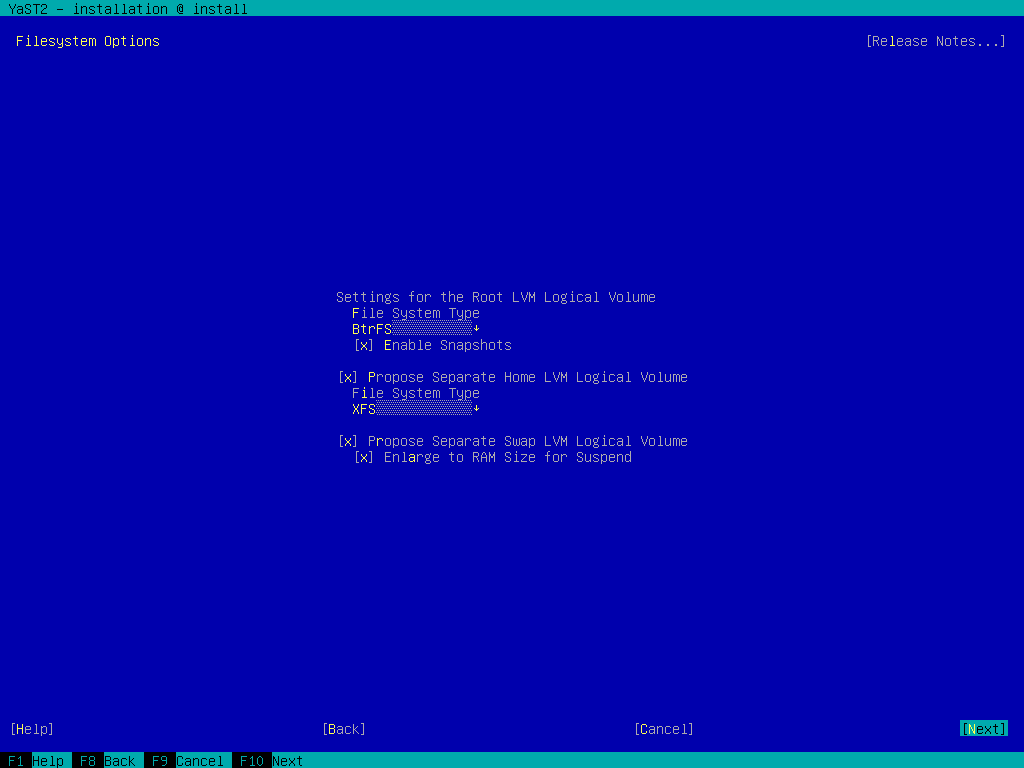 YaST2 - installation @ install
Filesystem Options [Release Notes...]
Settings for the Root LVM Logical Volume
File System Type
BtrFS▒▒▒▒▒▒▒▒▒▒↓
[x] Enable Snapshots
[x] Propose Separate Home LVM Logical Volume
File System Type
XFS▒▒▒▒▒▒▒▒▒▒▒▒↓
[x] Propose Separate Swap LVM Logical Volume
[x] Enlarge to RAM Size for Suspend
[Help] [Back] [Cancel] [Next]
F1 Help F8 Back F9 Cancel F10 Next